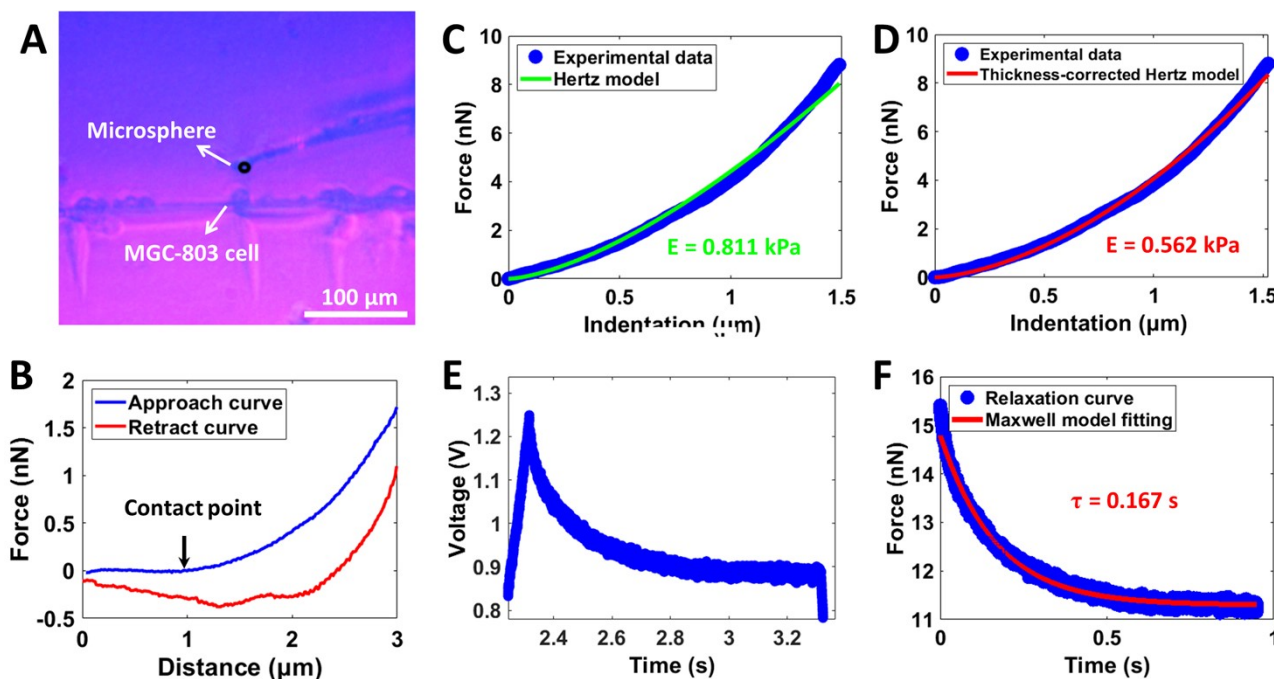 A
Microsphere
MGC-803 cell
100 μm
B
2
1.5
1
0.5
0
-0.5
Force (nN)
Approach curve
Retract curve
Contact point
0
1
2
3
Distance (μm)
C
10
8
6
4
2
0
Force (nN)
Experimental data
Hertz model
E = 0.811 kPa
0
0.5
1
1.5
Indentation (μm)
D
10
8
6
4
2
0
Force (nN)
Experimental data
Thickness-corrected Hertz model
E = 0.562 kPa
0
0.5
1
1.5
Indentation (μm)
E
1.3
1.2
1.1
1
0.9
0.8
Voltage (V)
2.4
2.6
2.8
3
3.2
Time (s)
F
16
15
14
13
12
11
Force (nN)
Relaxation curve
Maxwell model fitting
τ = 0.167 s
0
0.5
1
Time (s)